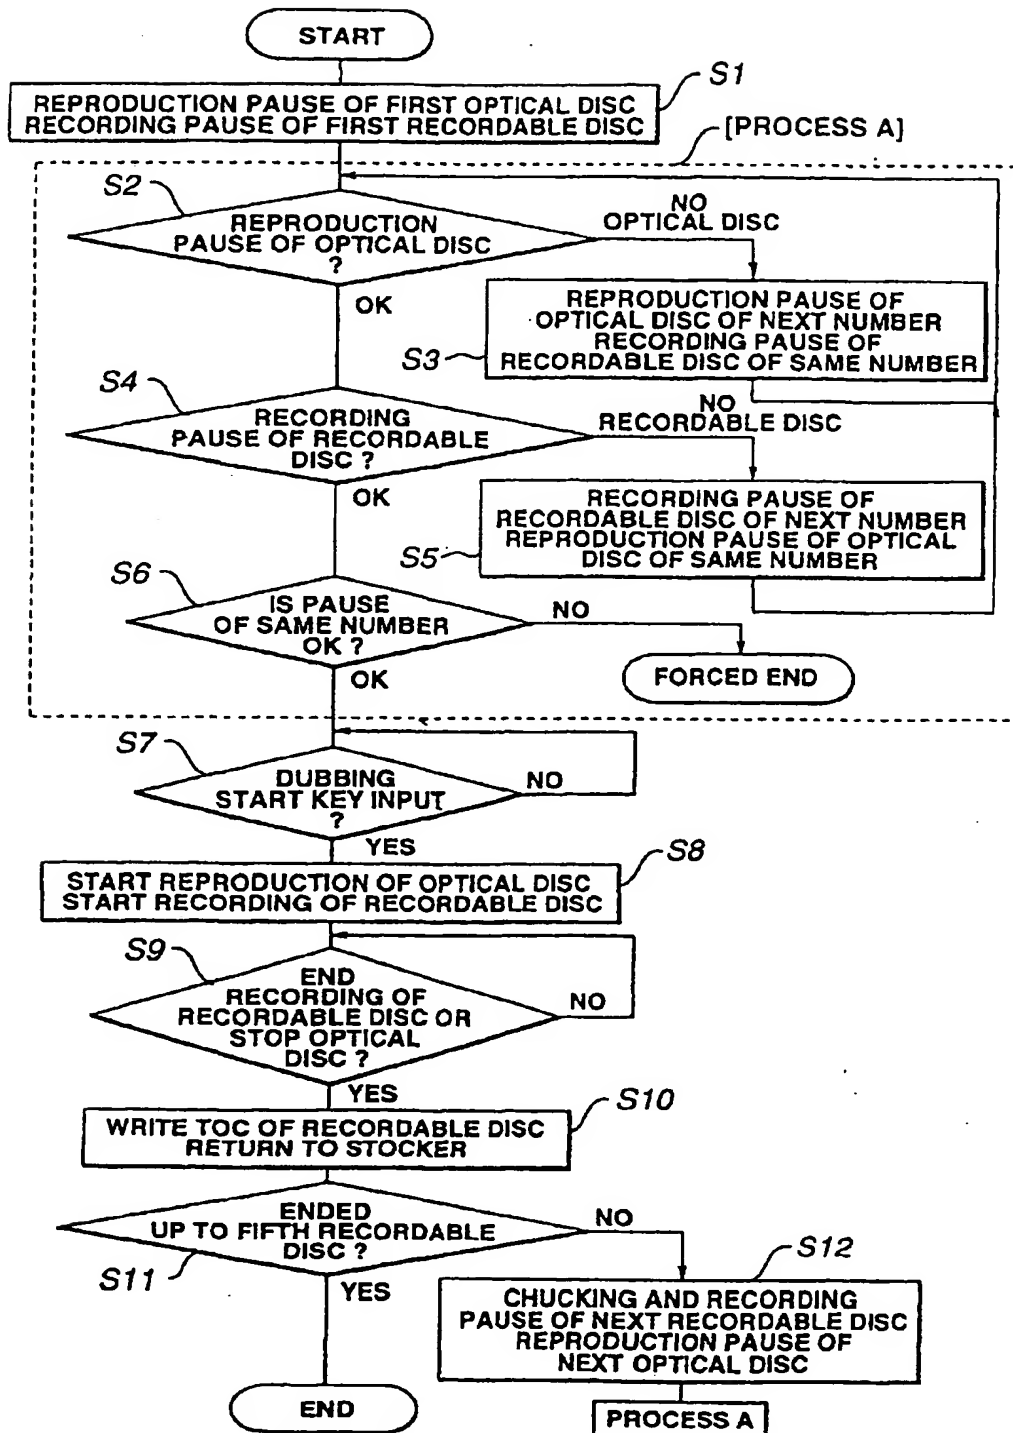 START
S1
REPRODUCTION PAUSE OF FIRST OPTICAL DISC
RECORDING PAUSE OF FIRST RECORDABLE DISC
[PROCESS A]
S2
REPRODUCTION
PAUSE OF OPTICAL DISC
?
NO
OPTICAL DISC
OK
REPRODUCTION PAUSE OF
OPTICAL DISC OF NEXT NUMBER
RECORDING PAUSE OF
RECORDABLE DISC OF SAME NUMBER
S3
S4
RECORDING
PAUSE OF RECORDABLE
DISC ?
NO
RECORDABLE DISC
OK
RECORDING PAUSE OF
RECORDABLE DISC OF NEXT NUMBER
REPRODUCTION PAUSE OF OPTICAL
DISC OF SAME NUMBER
S5
S6
IS PAUSE
OF SAME NUMBER
OK ?
NO
OK
FORCED END
S7
DUBBING
START KEY INPUT
?
NO
YES
S8
START REPRODUCTION OF OPTICAL DISC
START RECORDING OF RECORDABLE DISC
S9
END
RECORDING OF
RECORDABLE DISC OR
STOP OPTICAL
DISC ?
NO
YES
S10
WRITE TOC OF RECORDABLE DISC
RETURN TO STOCKER
ENDED
UP TO FIFTH RECORDABLE
DISC ?
NO
S11
YES
S12
CHUCKING AND RECORDING
PAUSE OF NEXT RECORDABLE DISC
REPRODUCTION PAUSE OF
NEXT OPTICAL DISC
END
PROCESS A